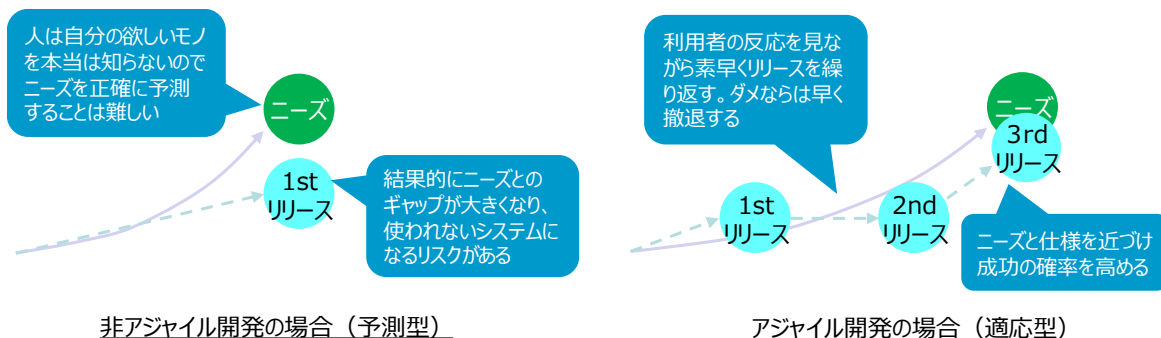 人は自分の欲しいモノ
を本当は知らないので
ニーズを正確に予測
することは難しい
ニーズ
1st
リリース
結果的にニーズとの
ギャップが大きくなり、
使われないシステムに
なるリスクがある
非アジャイル開発の場合（予測型）
利用者の反応を見な
がら素早くリリースを繰
り返す。ダメならは早く
撤退する
ニーズ
3rd
リリース
1st
リリース
2nd
リリース
ニーズと仕様を近づけ
成功の確率を高める
アジャイル開発の場合（適応型）